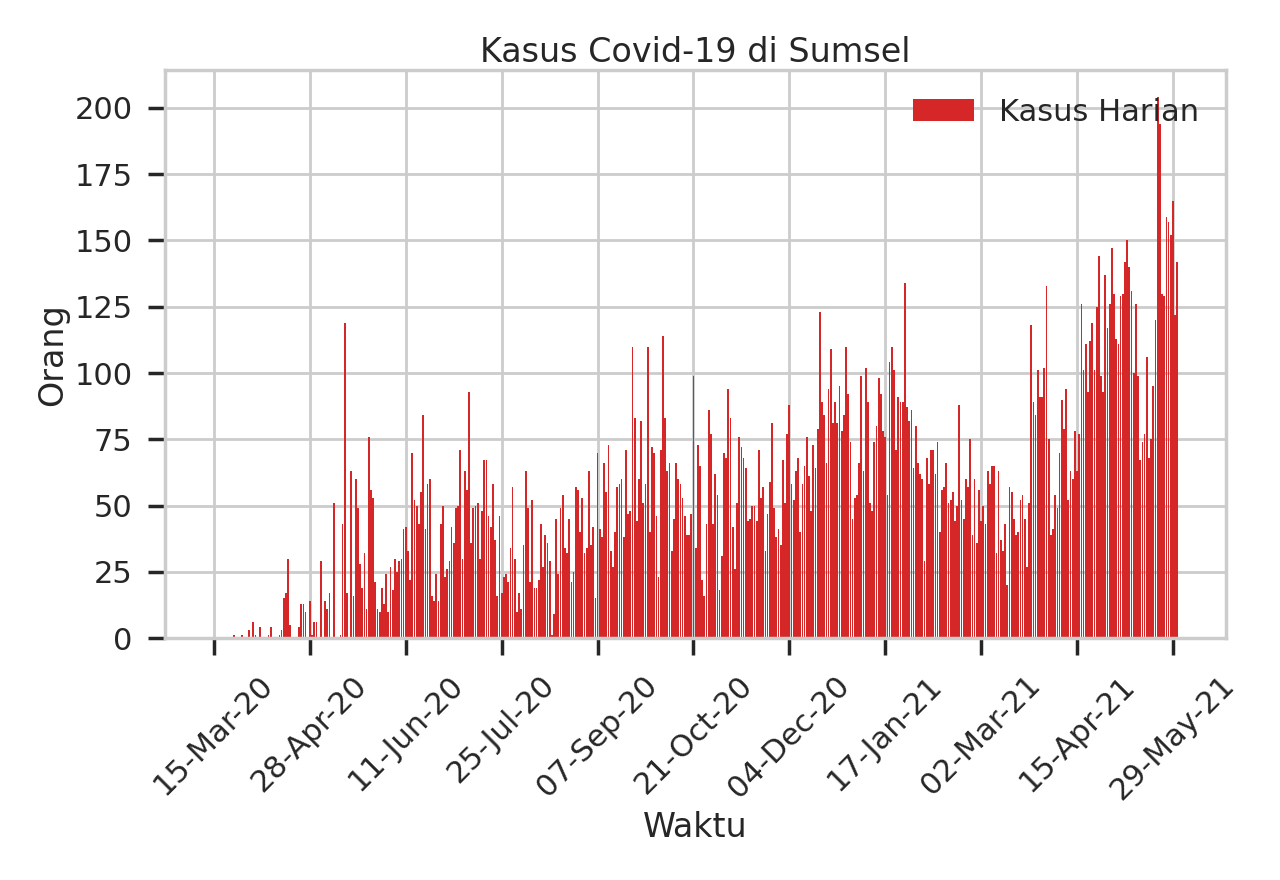 Kasus Covid-19 di Sumsel
Kasus Harian
Orang
200
175
150
125
100
75
50
25
0
15-Mar-20
28-Apr-20
11-Jun-20
25-Jul-20
07-Sep-20
21-Oct-20
04-Dec-20
17-Jan-21
02-Mar-21
15-Apr-21
29-May-21
Waktu